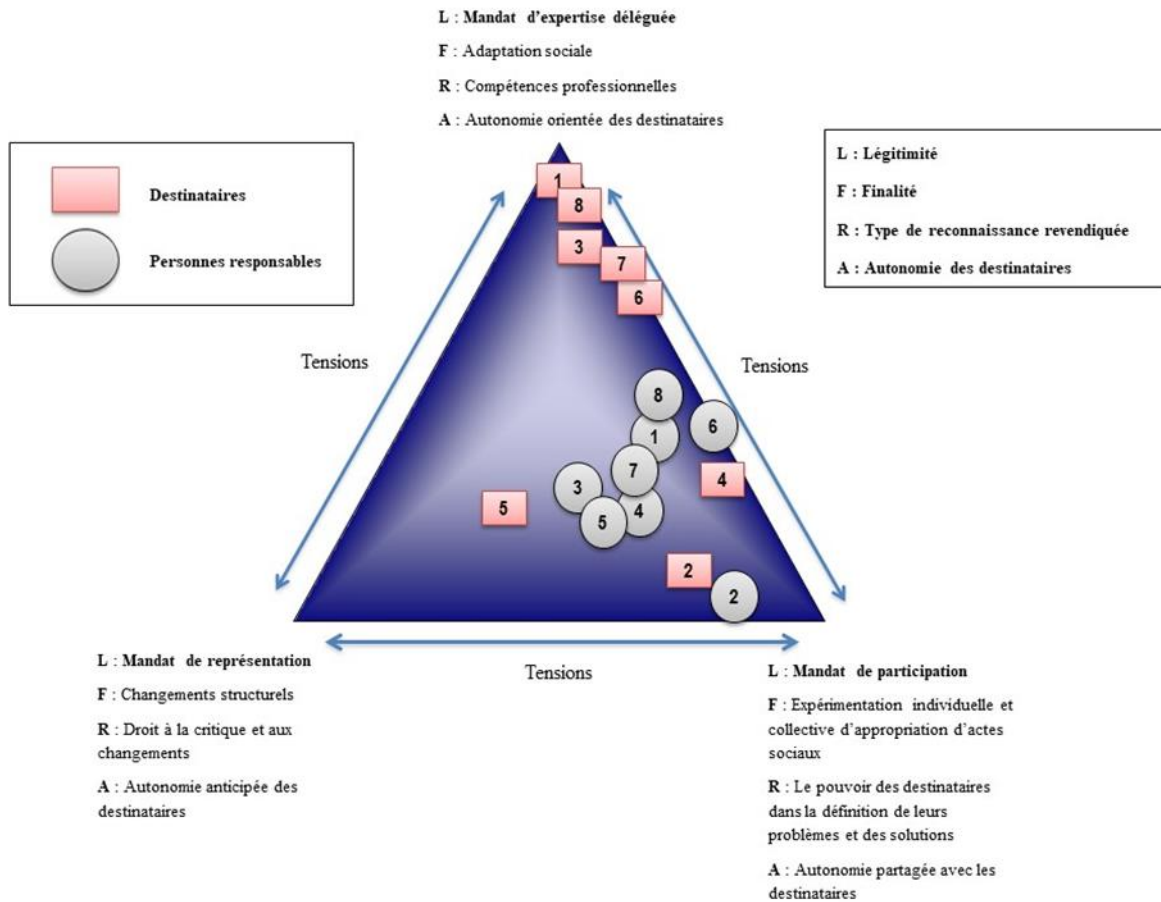 L : Mandat d'expertise déléguée
F : Adaptation sociale
R : Compétences professionnelles
A : Autonomie orientée des destinataires
Destinataires
Personnes responsables
L : Légitimité
F : Finalité
R : Type de reconnaissance revendiquée
A : Autonomie des destinataires
1
8
3
7
6
Tensions
Tensions
8
6
1
7
4
3
5
4
5
2
2
Tensions
L : Mandat de représentation
F : Changements structurels
R : Droit à la critique et aux
changements
A : Autonomie anticipée des
destinataires
L : Mandat de participation
F : Expérimentation individuelle et
collective d'appropriation d'actes
sociaux
R : Le pouvoir des destinataires
dans la définition de leurs
problèmes et des solutions
A : Autonomie partagée avec les
destinataires